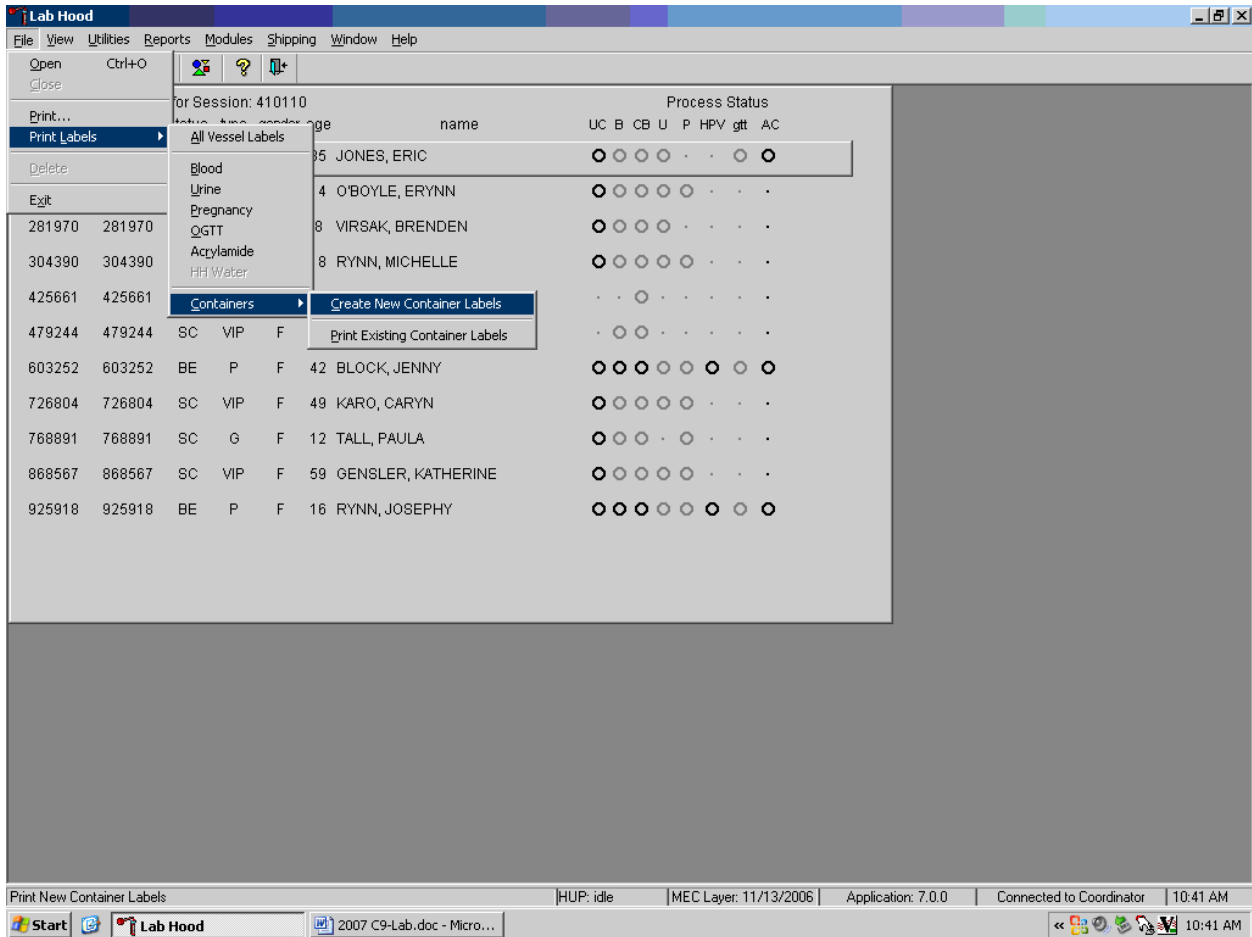 Lab Hood
File View Utilities Reports Modules Shipping Window Help
Open Ctrl+O
Close
Print...
Print Labels
Delete
Exit
All Vessel Labels
Blood
Urine
Pregnancy
OGTT
Acrylamide
HH Water
Containers
Create New Container Labels
Print Existing Container Labels
for Session: 410110 Process Status
status type gender age name UC B CB U P HPV gtt AC
35 JONES, ERIC
4 O'BOYLE, ERYNN
281970 281970 8 VIRSAK, BRENDEN
304390 304390 8 RYNN, MICHELLE
425661 425661
479244 479244 SC VIP F
603252 603252 BE P F 42 BLOCK, JENNY
726804 726804 SC VIP F 49 KARO, CARYN
768891 768891 SC G F 12 TALL, PAULA
868567 868567 SC VIP F 59 GENSLER, KATHERINE
925918 925918 BE P F 16 RYNN, JOSEPHY
Print New Container Labels HUP: idle MEC Layer: 11/13/2006 Application: 7.0.0 Connected to Coordinator 10:41 AM
Start Lab Hood 2007 C9-Lab.doc - Micro... « 10:41 AM